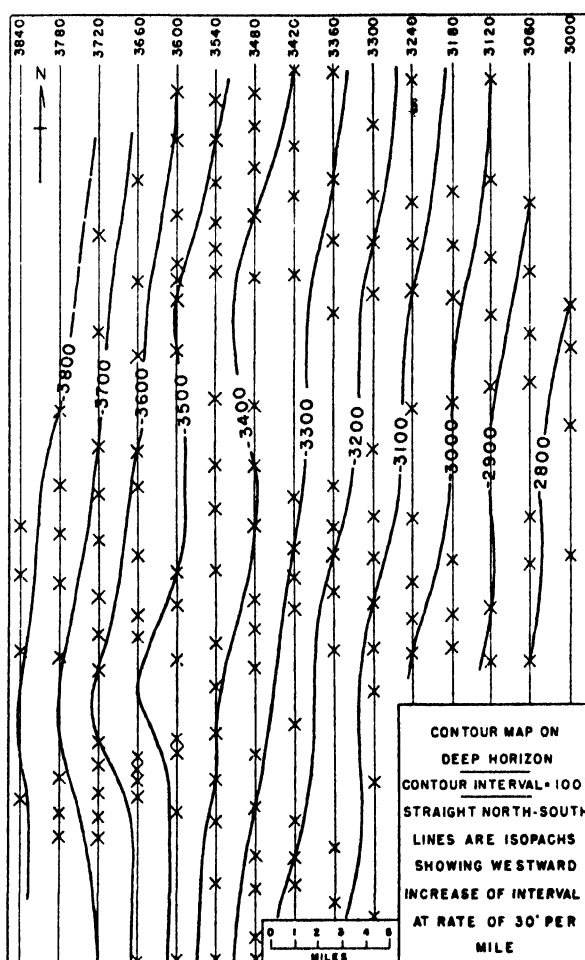 3840 3780 3720 3660 3600 3540 3480 3420 3360 3300 3240 3180 3120 3060 3000
N
-3800
-3700
-3600
-3500
-3400
-3300
-3200
-3100
-3000
-2900
2800
CONTOUR MAP ON
DEEP HORIZON
CONTOUR INTERVAL=100
STRAIGHT NORTH-SOUTH
LINES ARE ISOPACHS
SHOWING WESTWARD
INCREASE OF INTERVAL
AT RATE OF 30' PER
MILE
0 1 2 3 4 5
MILES